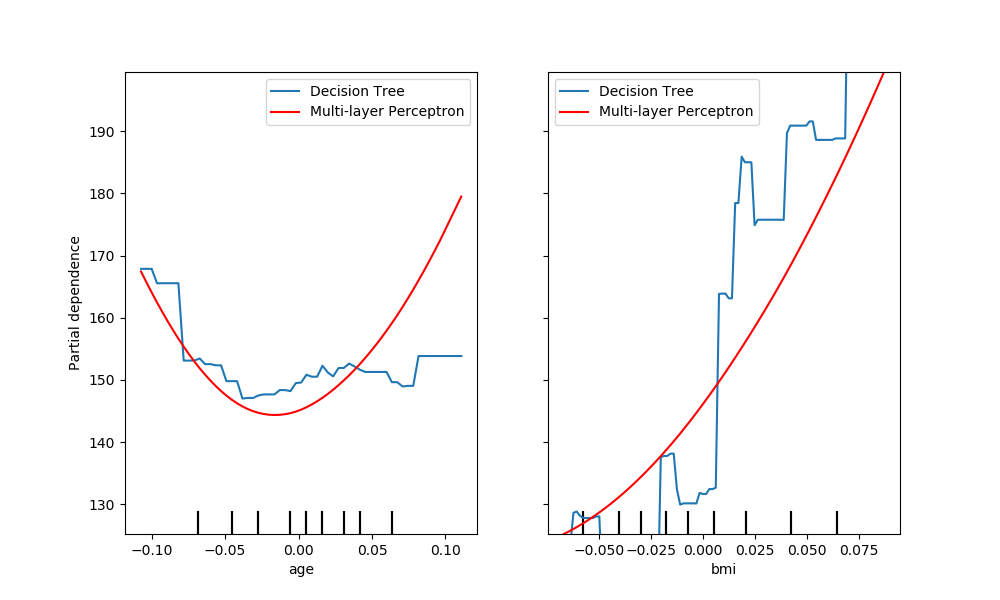 Decision Tree
Multi-layer Perceptron
Decision Tree
Multi-layer Perceptron
190
180
170
160
150
140
130
Partial dependence
−0.10 −0.05 0.00 0.05 0.10
age
−0.050 −0.025 0.000 0.025 0.050 0.075
bmi